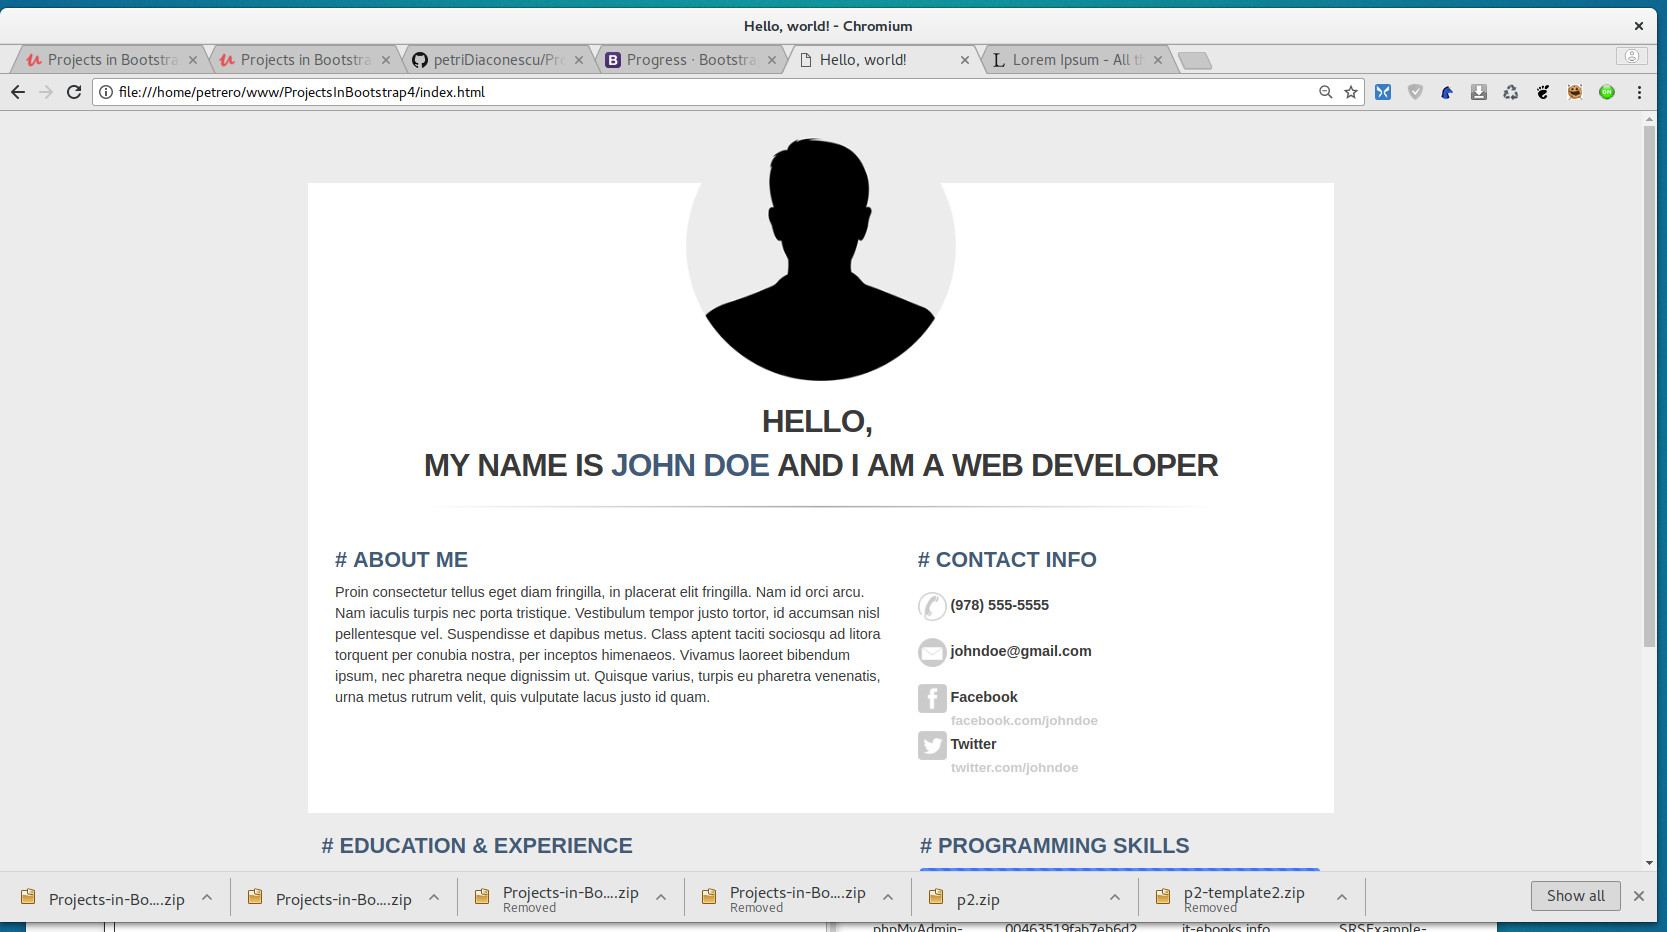 Hello, world! - Chromium
Projects in Bootstra
Projects in Bootstra
petriDiaconescu/Pro
Progress · Bootstra
Hello, world!
Lorem Ipsum - All th
file:///home/petrero/www/ProjectsInBootstrap4/index.html
HELLO,
MY NAME IS JOHN DOE AND I AM A WEB DEVELOPER
# ABOUT ME
Proin consectetur tellus eget diam fringilla, in placerat elit fringilla. Nam id orci arcu.
Nam iaculis turpis nec porta tristique. Vestibulum tempor justo tortor, id accumsan nisl
pellentesque vel. Suspendisse et dapibus metus. Class aptent taciti sociosqu ad litora
torquent per conubia nostra, per inceptos himenaeos. Vivamus laoreet bibendum
ipsum, nec pharetra neque dignissim ut. Quisque varius, turpis eu pharetra venenatis,
urna metus rutrum velit, quis vulputate lacus justo id quam.
# CONTACT INFO
(978) 555-5555
johndoe@gmail.com
Facebook
facebook.com/johndoe
Twitter
twitter.com/johndoe
# EDUCATION & EXPERIENCE
# PROGRAMMING SKILLS
Projects-in-Bo....zip
Projects-in-Bo....zip
Projects-in-Bo....zip
Removed
Projects-in-Bo....zip
Removed
p2.zip
p2-template2.zip
Removed
Show all
phpMyAdmin-
00463519fab7eb6d2
it-ebooks.info
SRSExample-